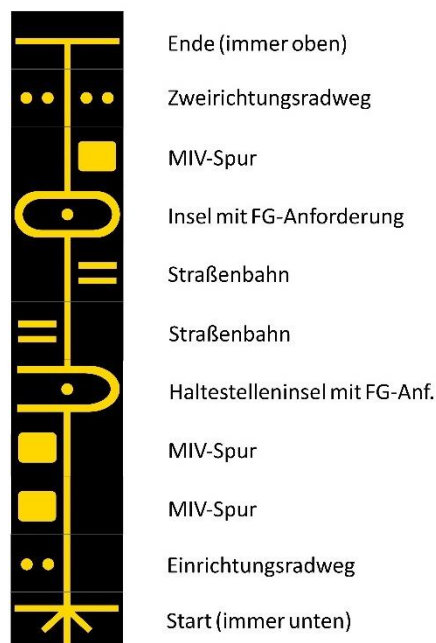 Ende (immer oben)
Zweirichtungsradweg
MIV-Spur
Insel mit FG-Anforderung
Straßenbahn
Straßenbahn
Haltestelleninsel mit FG-Anf.
MIV-Spur
MIV-Spur
Einrichtungsradweg
Start (immer unten)